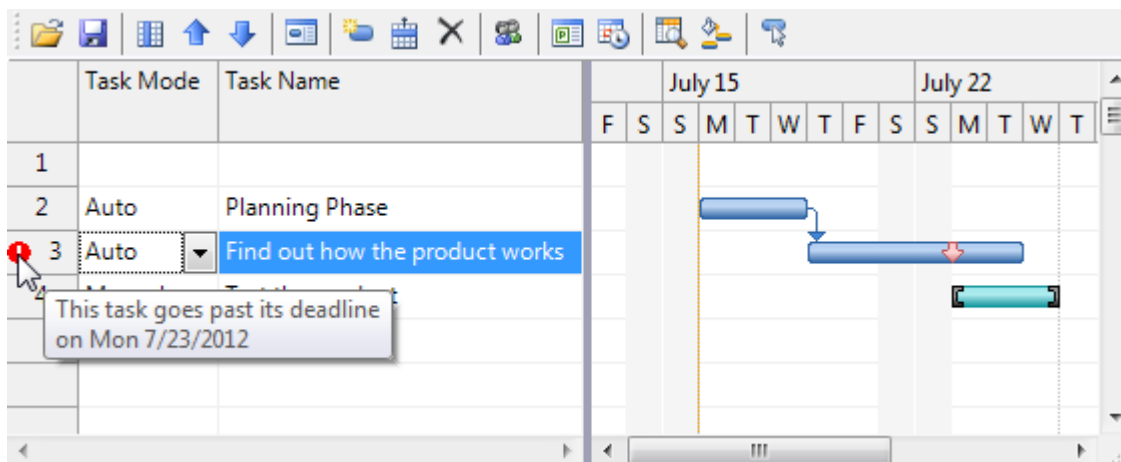 Task Mode Task Name July 15 July 22
F S S M T W T F S S M T W T
1
2 Auto Planning Phase
3 Auto Find out how the product works
4
This task goes past its deadline
on Mon 7/23/2012